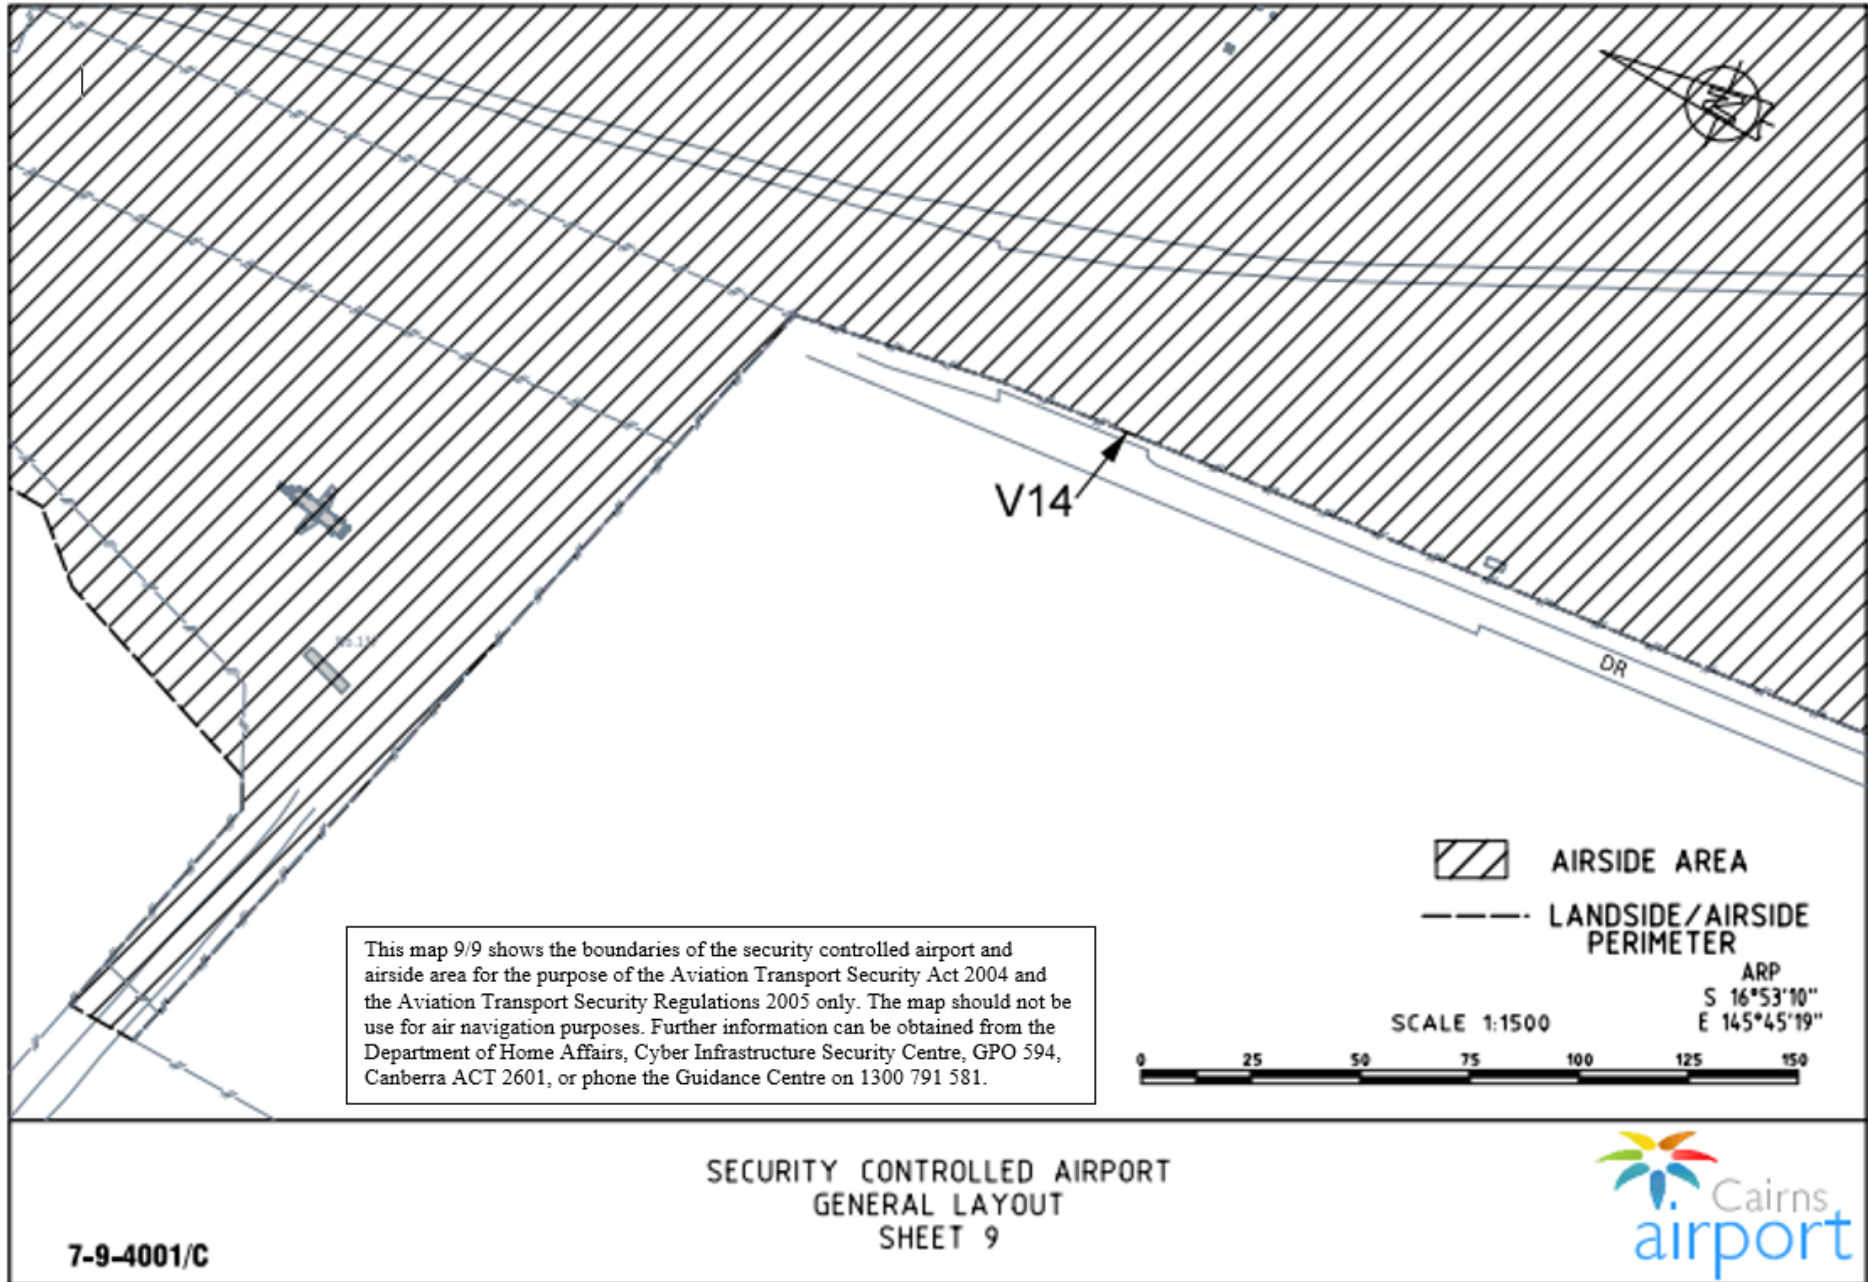 N
V14
DR
AIRSIDE AREA
LANDSIDE/AIRSIDE
PERIMETER
ARP
S 16°53'10"
E 145°45'19"
SCALE 1:1500
0 25 50 75 100 125 150
This map 9/9 shows the boundaries of the security controlled airport and
airside area for the purpose of the Aviation Transport Security Act 2004 and
the Aviation Transport Security Regulations 2005 only. The map should not be
use for air navigation purposes. Further information can be obtained from the
Department of Home Affairs, Cyber Infrastructure Security Centre, GPO 594,
Canberra ACT 2601, or phone the Guidance Centre on 1300 791 581.
SECURITY CONTROLLED AIRPORT
GENERAL LAYOUT
SHEET 9
7-9-4001/C
Cairns
airport